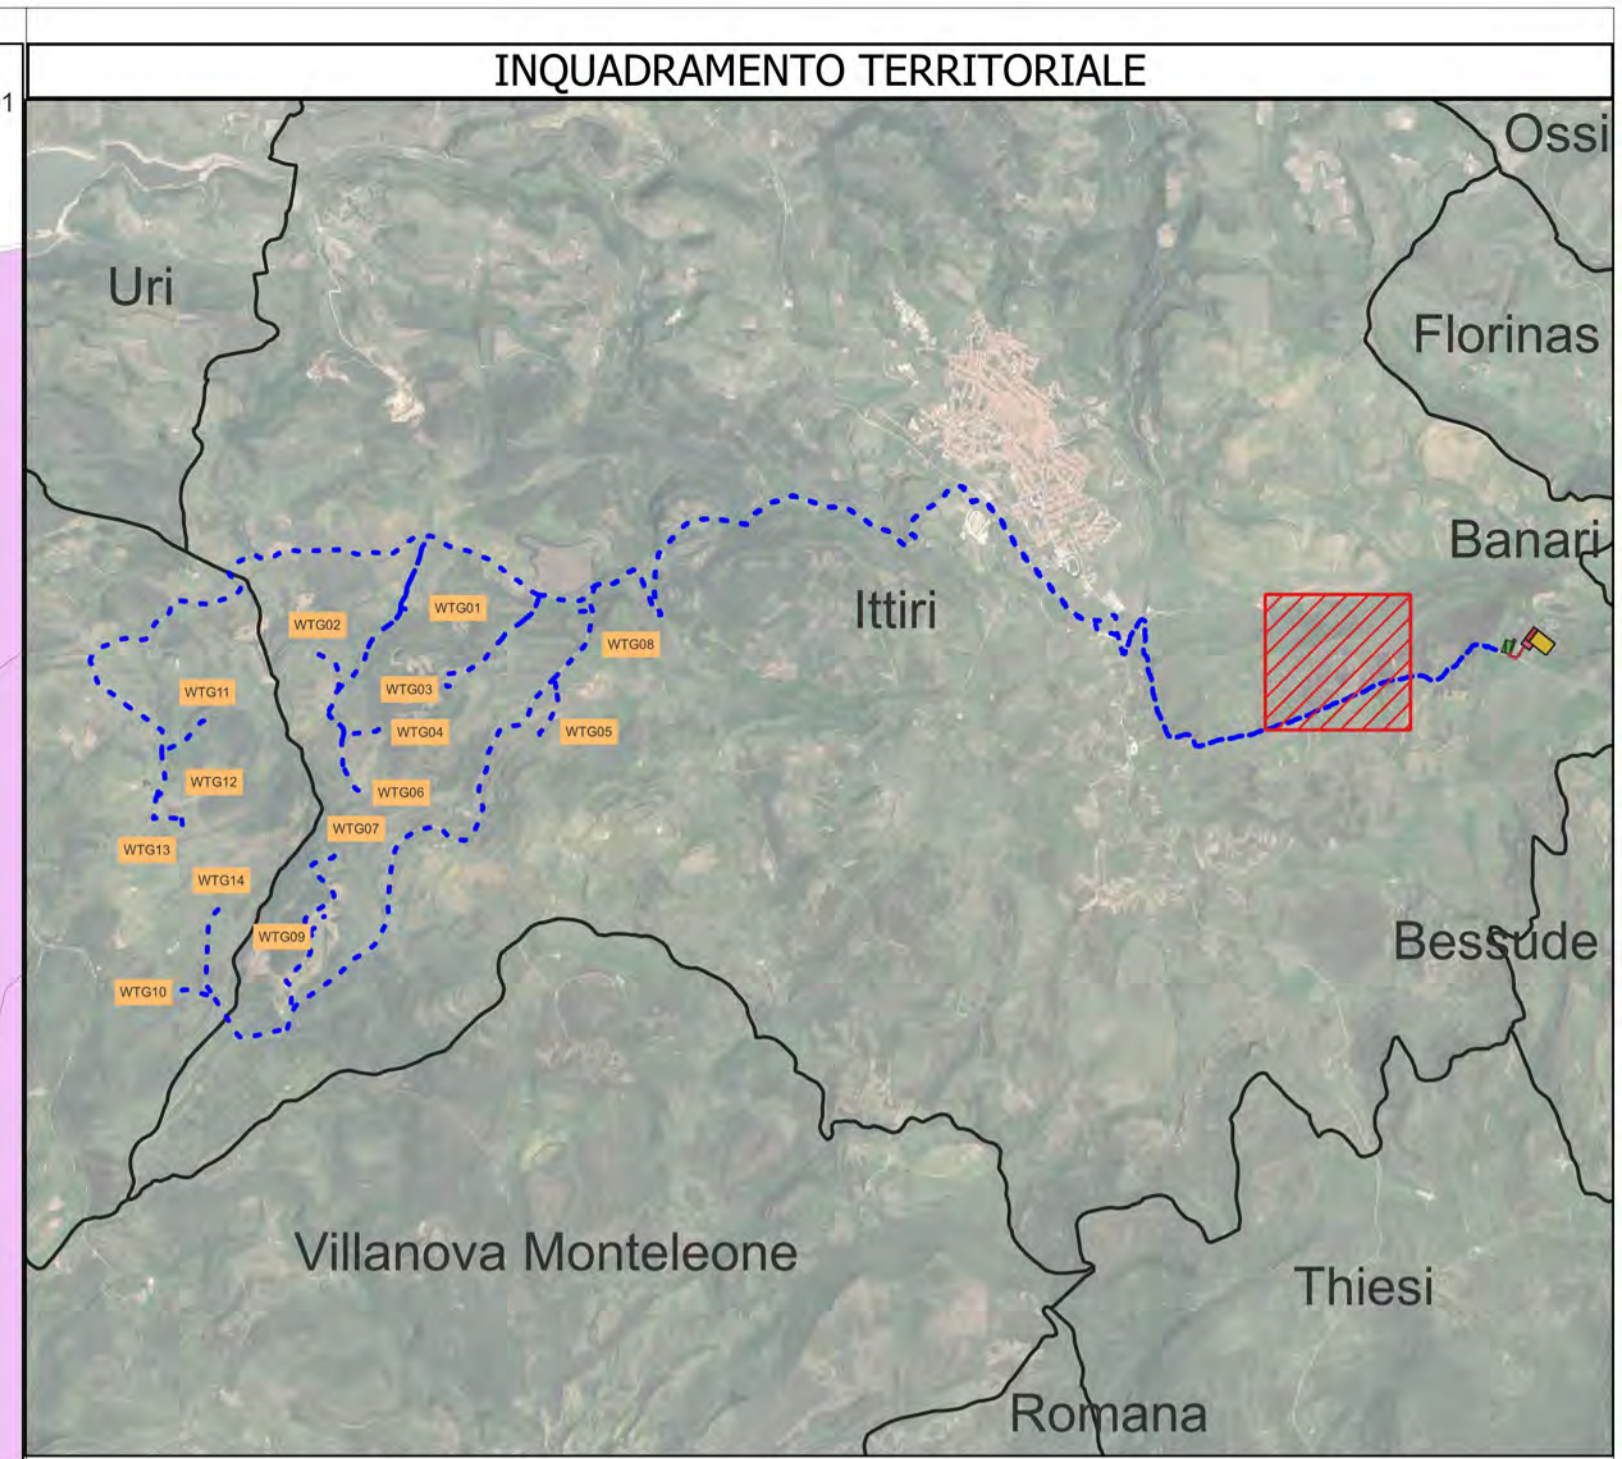 INQUADRAMENTO TERRITORIALE
1
Ossi
Uri
Florinas
Banari
Ittiri
WTG01
WTG02
WTG08
WTG03
WTG11
WTG04
WTG05
WTG12
WTG06
WTG07
WTG13
WTG14
WTG09
Bessude
WTG10
Villanova Monteleone
Thiesi
Romana